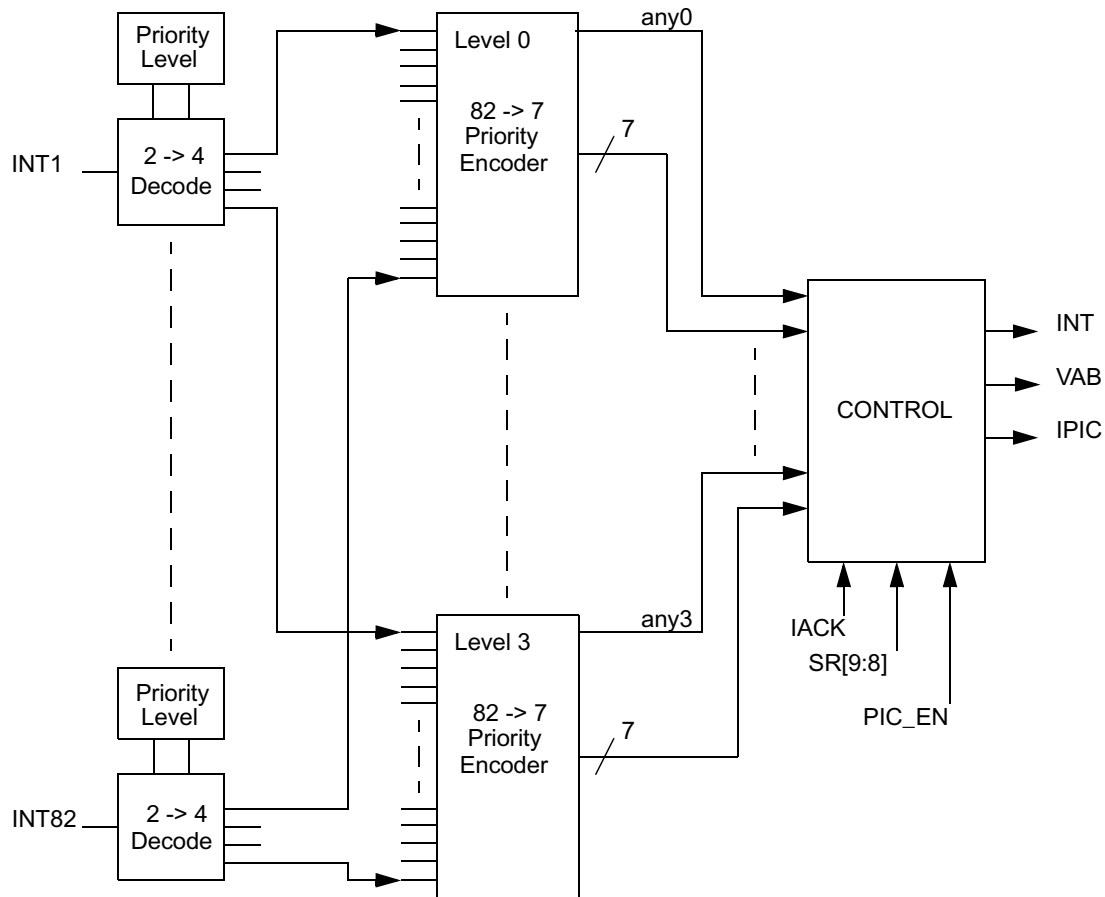 Priority
Level
INT1
2 -> 4
Decode
Level 0
82 -> 7
Priority
Encoder
any0
7
CONTROL
INT
VAB
IPIC
IACK
SR[9:8]
PIC_EN
Priority
Level
INT82
2 -> 4
Decode
Level 3
82 -> 7
Priority
Encoder
any3
7